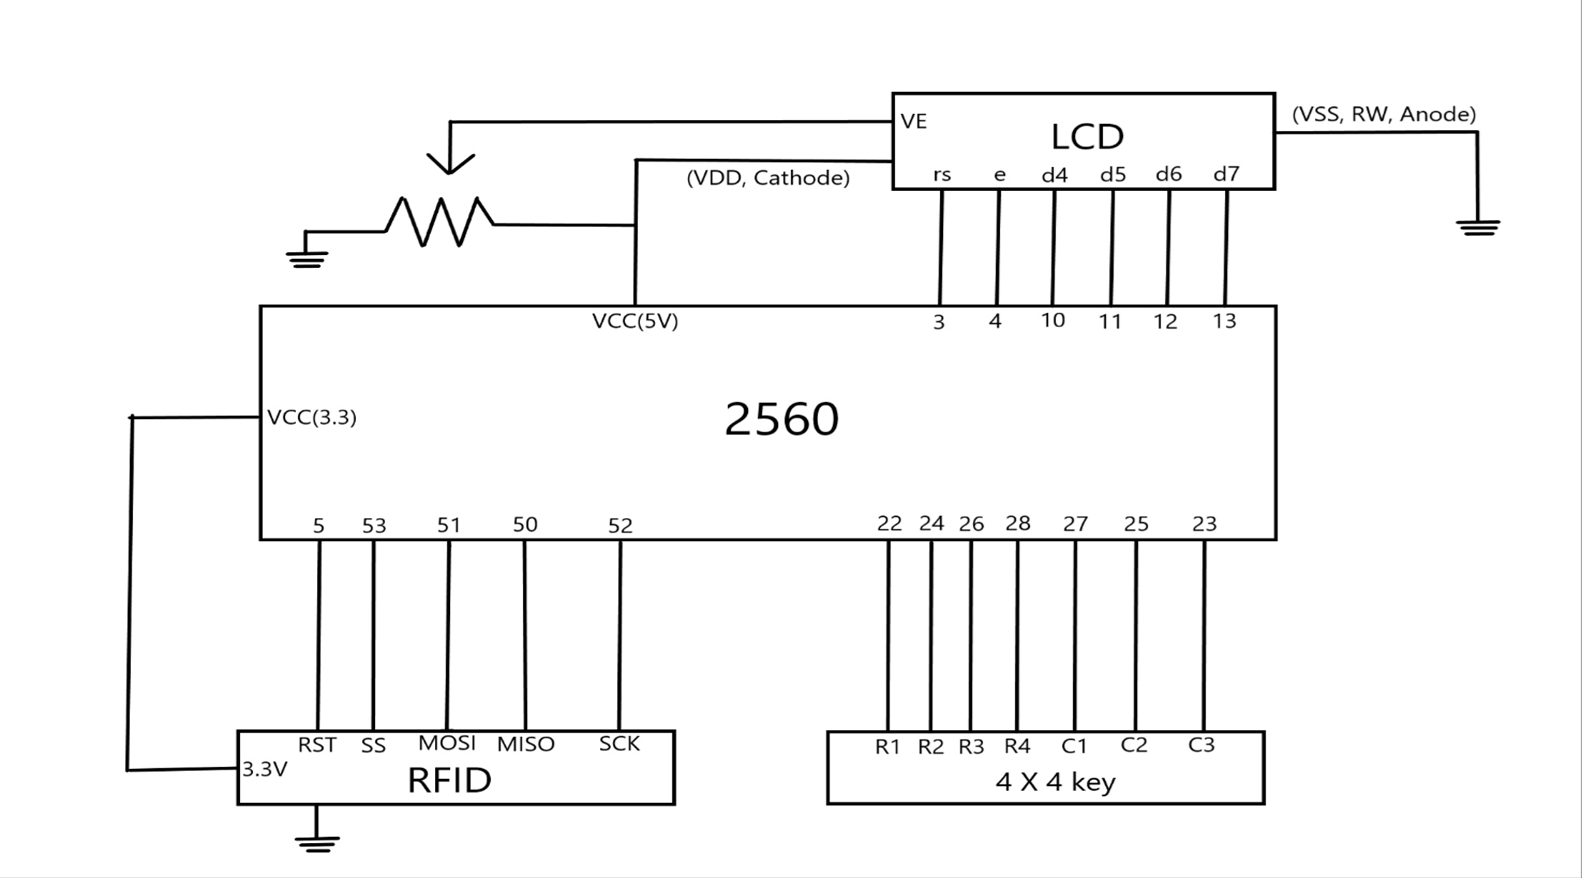 (VSS, RW, Anode)
VE
LCD
(VDD, Cathode)
rs e d4 d5 d6 d7
VCC(5V) 3 4 10 11 12 13
VCC(3.3)
2560
5 53 51 50 52 22 24 26 28 27 25 23
RST SS MOSI MISO SCK R1 R2 R3 R4 C1 C2 C3
3.3V
RFID 4 X 4 key